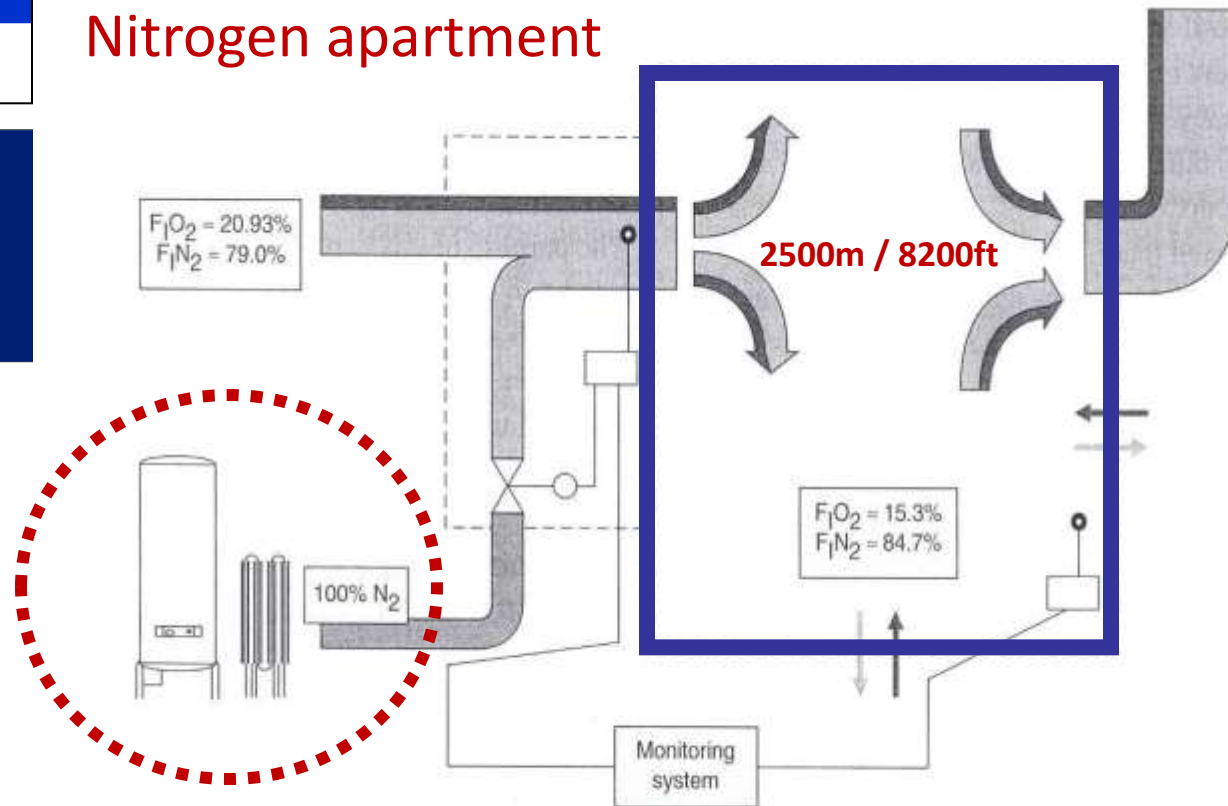 Nitrogen apartment
FIO2 = 20.93%
FIN2 = 79.0%
2500m / 8200ft
FIO2 = 15.3%
FIN2 = 84.7%
100% N2
Monitoring
system